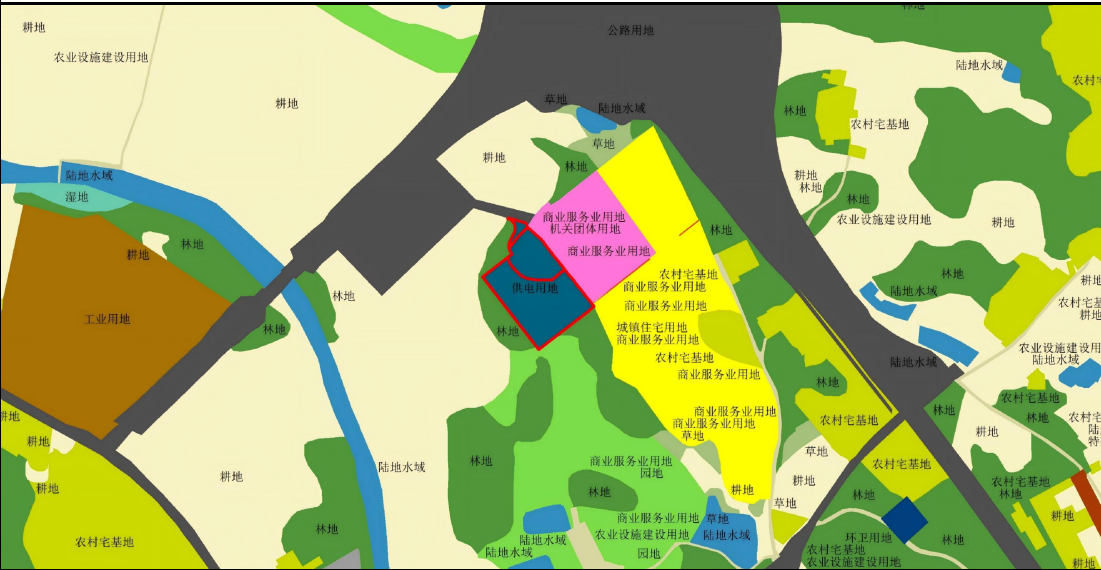 林地
耕地
公路用地
农业设施建设用地
陆地水域
农村
耕地
草地
陆地水域
林地
农村宅基地
草地
耕地
林地
陆地水域
耕地
林地
湿地
林地
商业服务业用地
机关团体用地
农业设施建设用地
耕地
林地
林地
耕地
商业服务业用地
农村宅基地
林地
耕地
商业服务业用地
供电用地
陆地水域
林地
农村宅
商业服务业用地
耕地
工业用地
林地
林地
城镇住宅用地
商业服务业用地
农业设施建设用
农村宅基地
陆地水域
陆地水域
商业服务业用地
林地
农村宅基地
耕地
商业服务业用地
林地
林地
农村宅
商业服务业用地
农村宅基地
陆
耕地
草地
耕地
特
草地
林地
商业服务业用地
陆地水域
农村宅基地
园地
耕地
耕地
农村宅基地
耕地
林地
耕地
林地
林地
草地
商业服务业用地
草地
耕地
林地
农业设施建设用地
陆地水域
环卫用地
农村宅基地
陆地水域
林地
陆地水域
园地
农村宅基地
农业设施建设用地
耕地